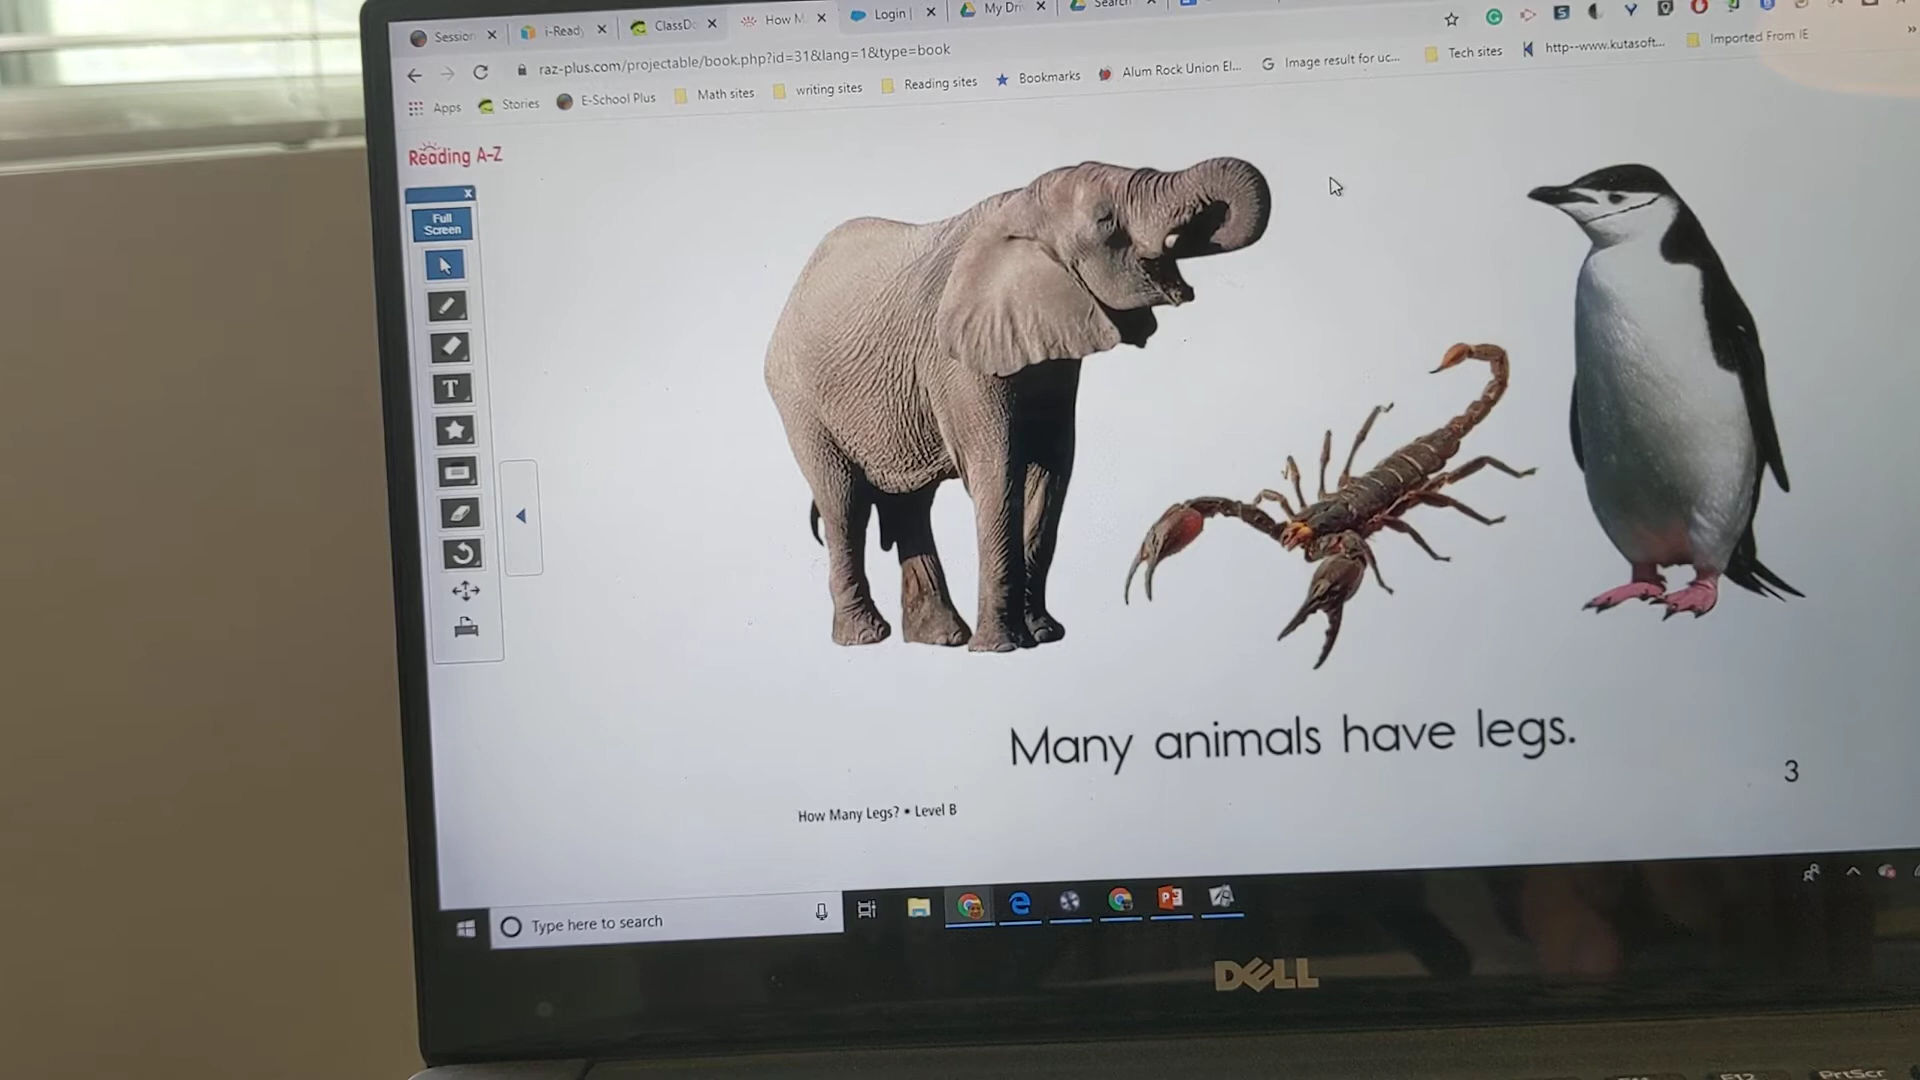 Session
i-Ready
ClassDo
How M
Login |
My Dri
Search
raz-plus.com/projectable/book.php?id=31&lang=1&type=book
Apps
Stories
E-School Plus
Math sites
writing sites
Reading sites
Bookmarks
Alum Rock Union El...
Image result for uc...
Tech sites
http--www.kutasoft...
Imported From IE
»
Reading A-Z
x
Full
Screen
T
Many animals have legs.
3
How Many Legs? • Level B
Type here to search
DELL
F12
PrtScr